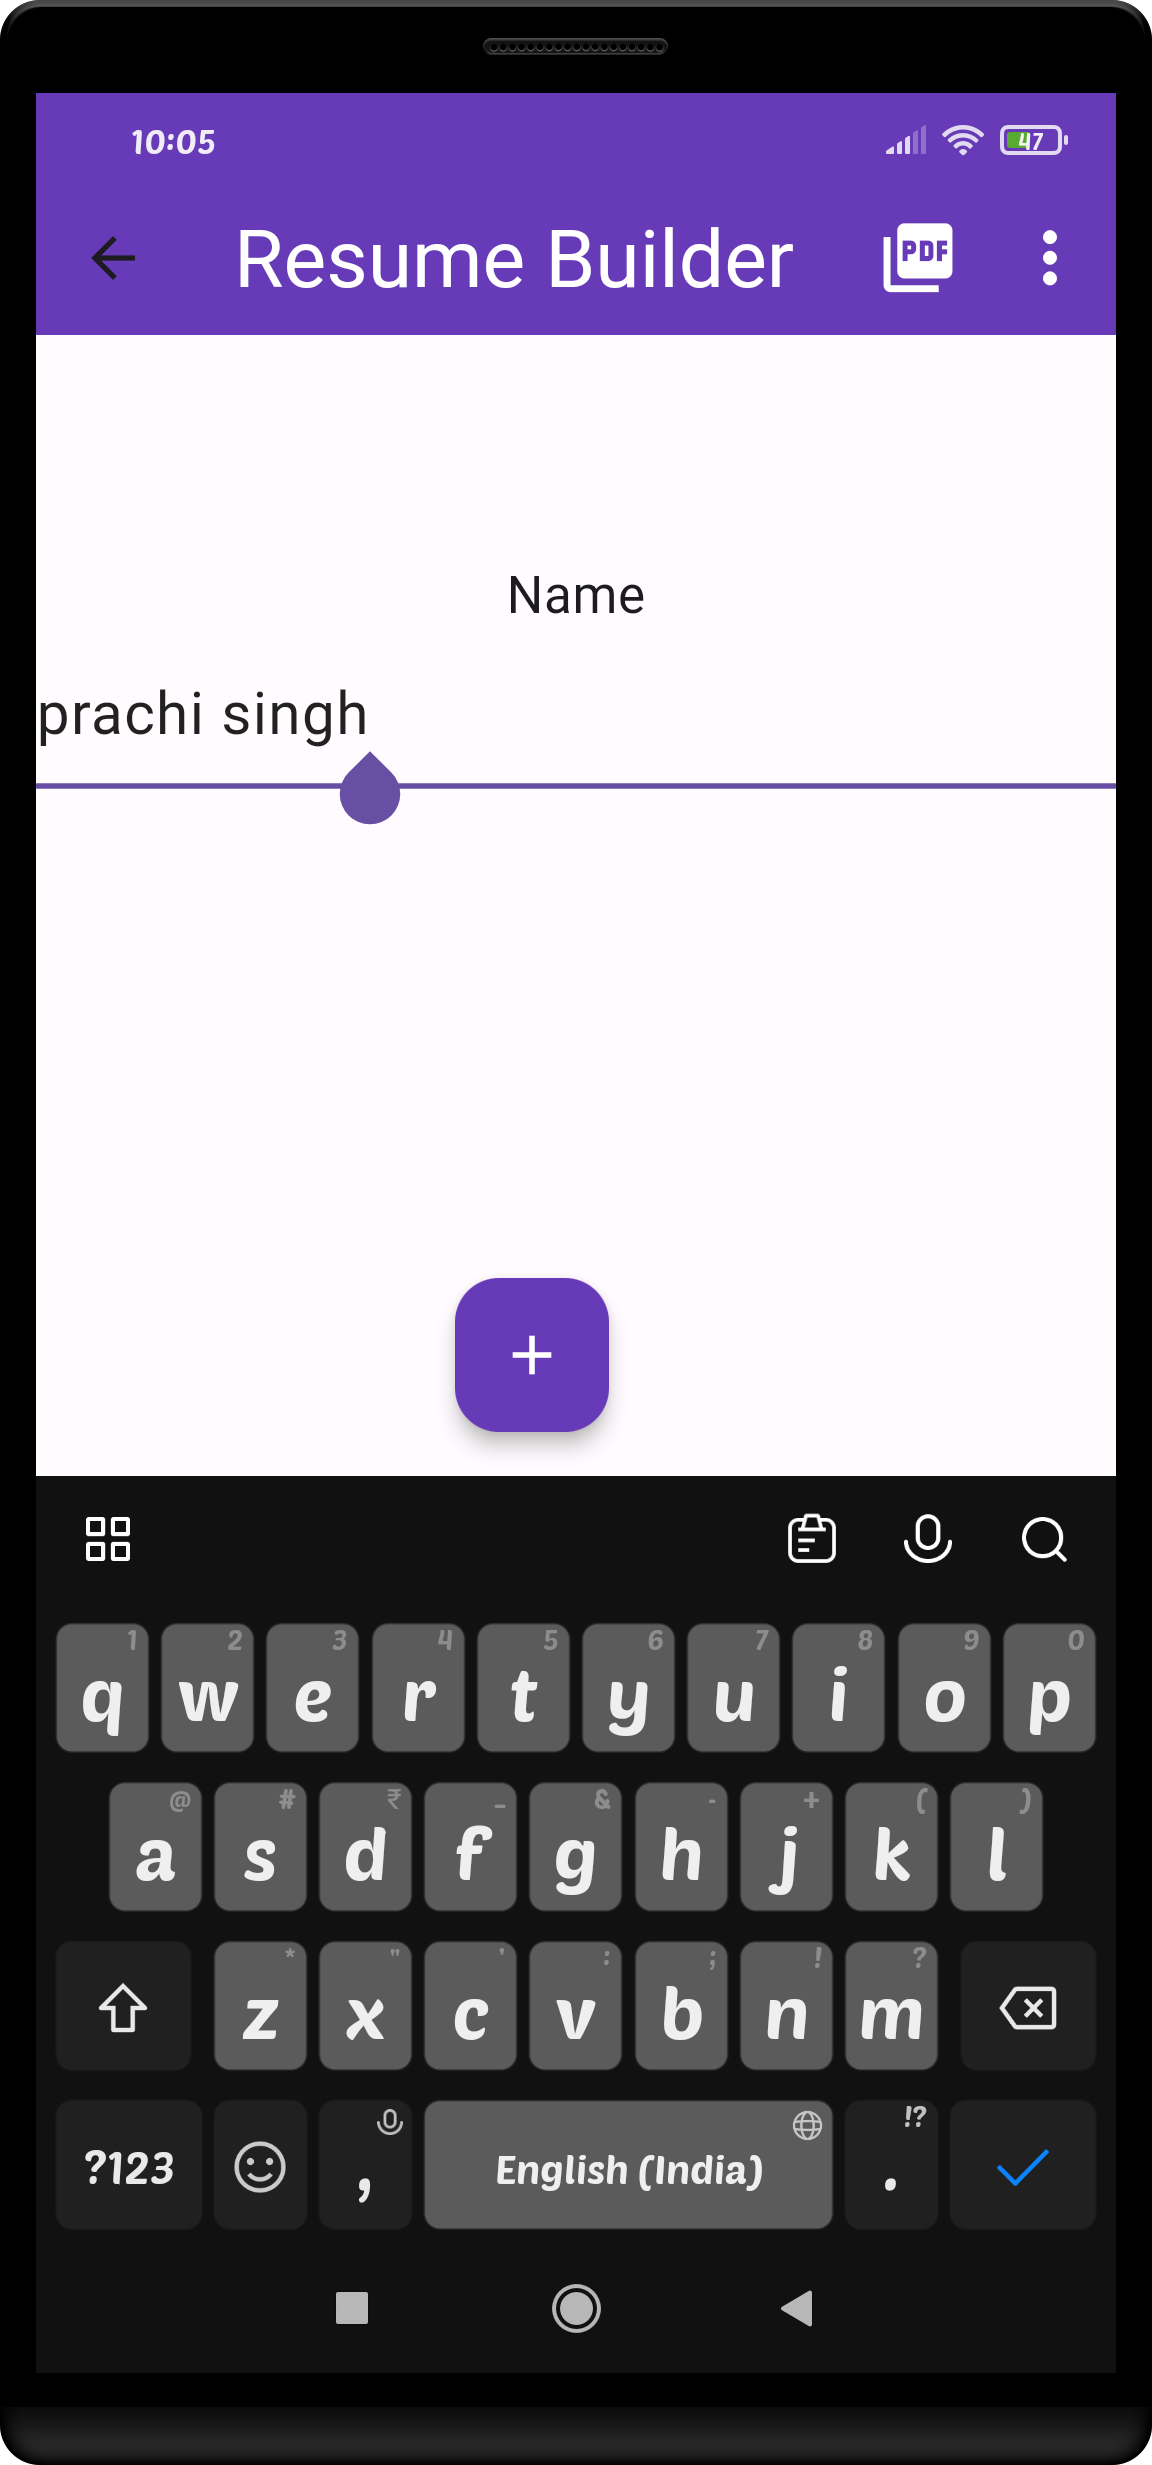 10:05 47
Resume Builder PDF
Name
prachi singh
1 2 3 4 5 6 7 8 9 0
q w e r t y u i o p
@ # ₹ _ & - + ( )
a s d f g h j k l
* " ' : ; ! ?
z x c v b n m
!?
?123 , English (India) .